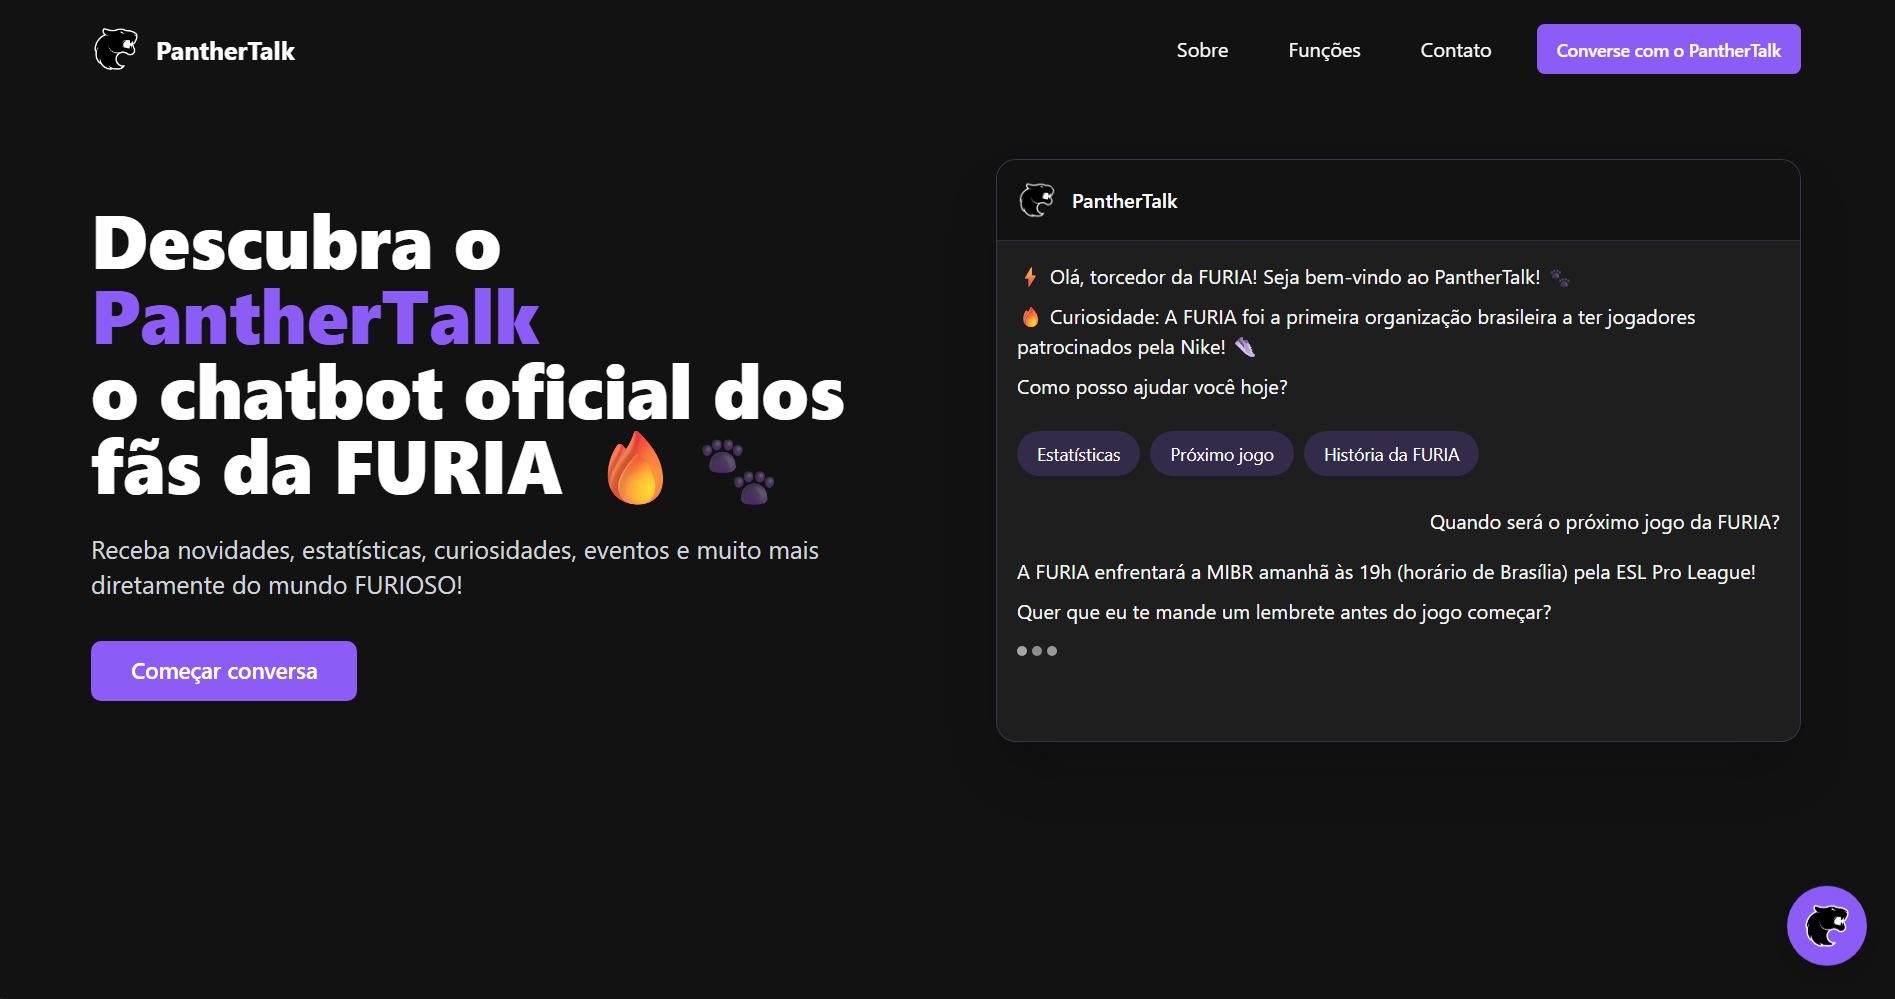 PantherTalk
Sobre
Funções
Contato
Converse com o PantherTalk
Descubra o
PantherTalk
o chatbot oficial dos
fãs da FURIA 🔥 🐾
Receba novidades, estatísticas, curiosidades, eventos e muito mais
diretamente do mundo FURIOSO!
Começar conversa
PantherTalk
⚡ Olá, torcedor da FURIA! Seja bem-vindo ao PantherTalk! 🐾
🔥 Curiosidade: A FURIA foi a primeira organização brasileira a ter jogadores
patrocinados pela Nike! 👟
Como posso ajudar você hoje?
Estatísticas
Próximo jogo
História da FURIA
Quando será o próximo jogo da FURIA?
A FURIA enfrentará a MIBR amanhã às 19h (horário de Brasília) pela ESL Pro League!
Quer que eu te mande um lembrete antes do jogo começar?